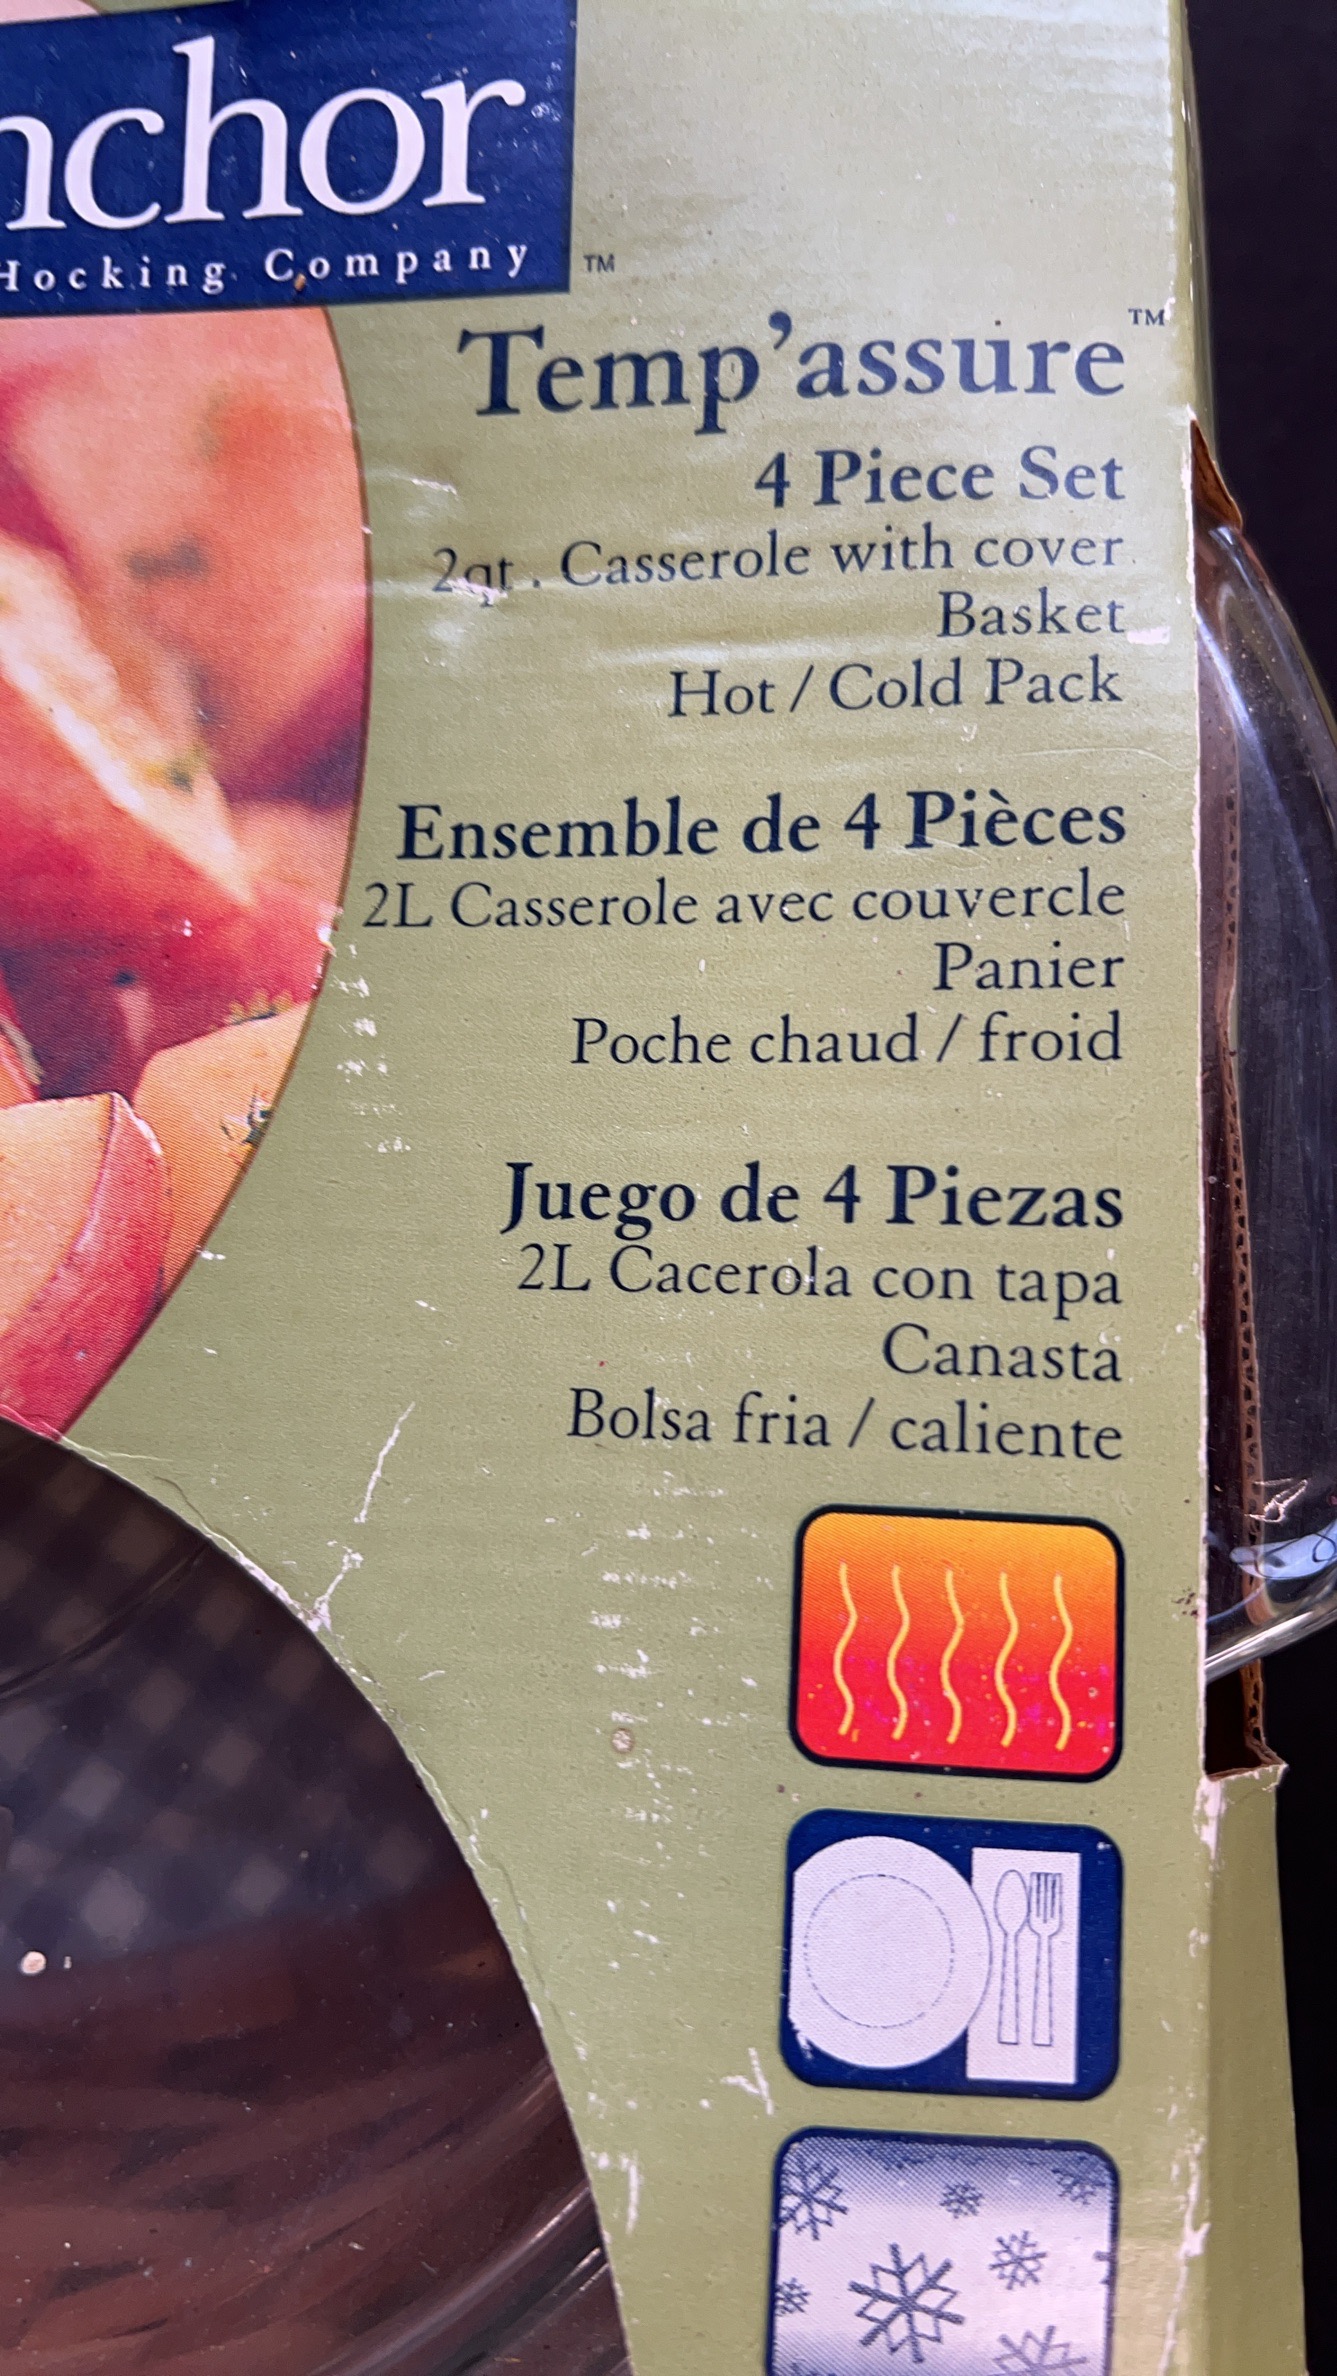 nchor
Hocking Company TM
Temp'assure TM
4 Piece Set
2qt. Casserole with cover
Basket
Hot / Cold Pack
Ensemble de 4 Pièces
2L Casserole avec couvercle
Panier
Poche chaud / froid
Juego de 4 Piezas
2L Cacerola con tapa
Canasta
Bolsa fria / caliente